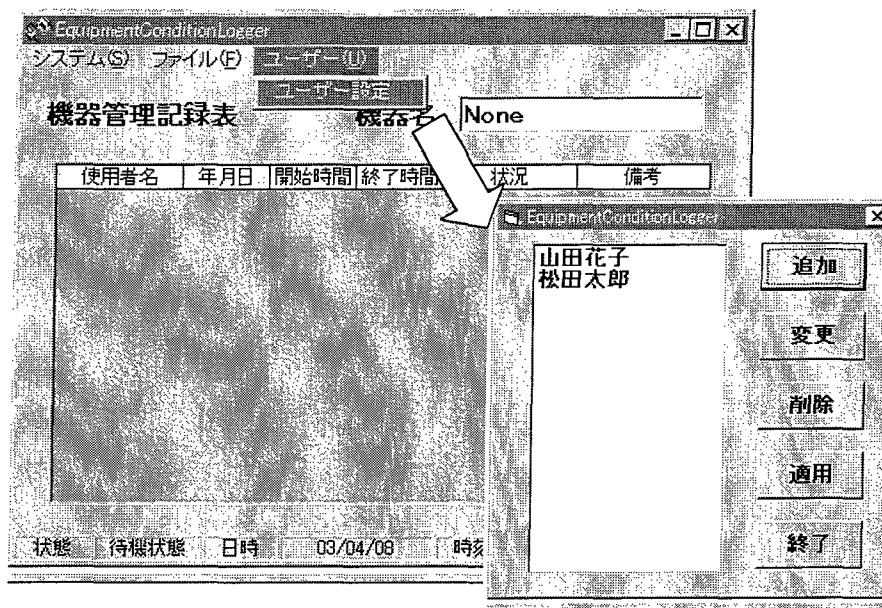 EquipmentConditionLogger
システム(S) ファイル(F) ユーザー(U)
ユーザー設定
機器管理記録表 機器名 None
使用者名 年月日 開始時間 終了時間 状況 備考
状態 待機状態 日時 03/04/08 時刻
EquipmentConditionLogger
山田花子
松田太郎
追加
変更
削除
適用
終了